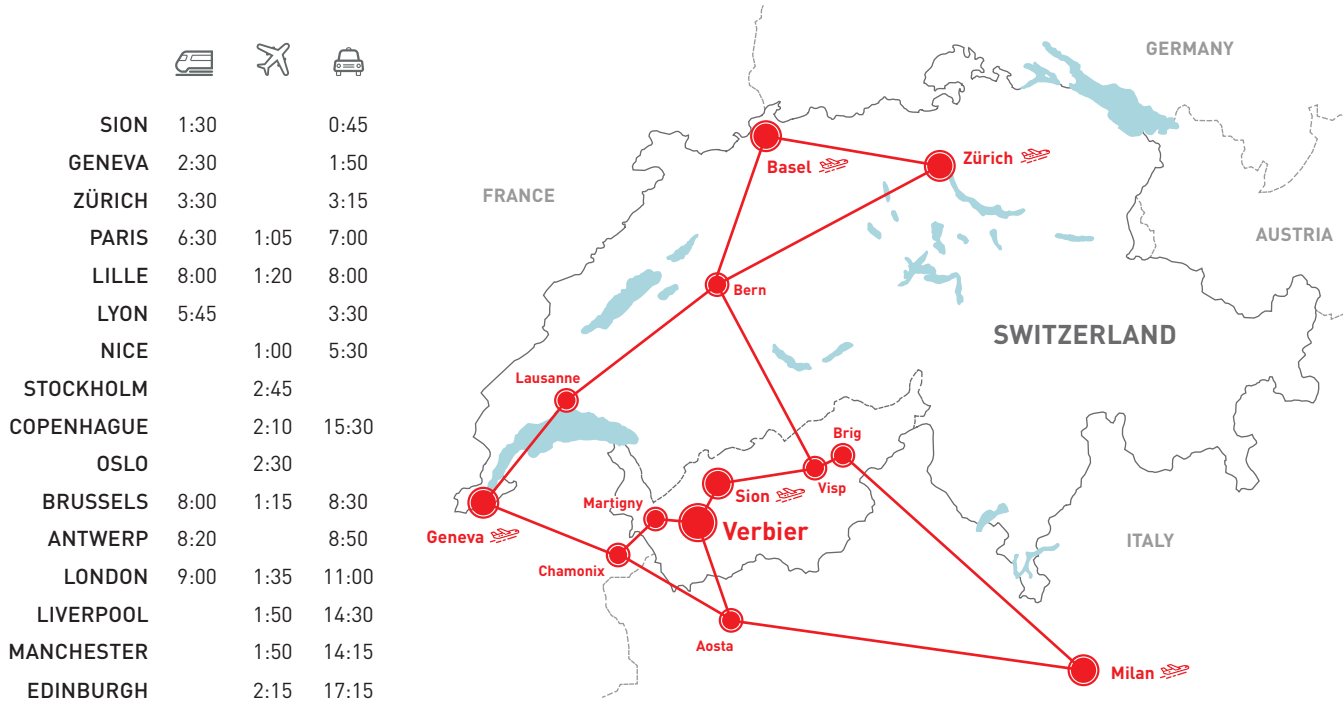 SION 1:30 0:45
GENEVA 2:30 1:50
ZÜRICH 3:30 3:15
PARIS 6:30 1:05 7:00
LILLE 8:00 1:20 8:00
LYON 5:45 3:30
NICE 1:00 5:30
STOCKHOLM 2:45
COPENHAGUE 2:10 15:30
OSLO 2:30
BRUSSELS 8:00 1:15 8:30
ANTWERP 8:20 8:50
LONDON 9:00 1:35 11:00
LIVERPOOL 1:50 14:30
MANCHESTER 1:50 14:15
EDINBURGH 2:15 17:15
GERMANY
Basel
Zürich
FRANCE
AUSTRIA
Bern
SWITZERLAND
Lausanne
Brig
Visp
Sion
Martigny
Verbier
Geneva
ITALY
Chamonix
Aosta
Milan